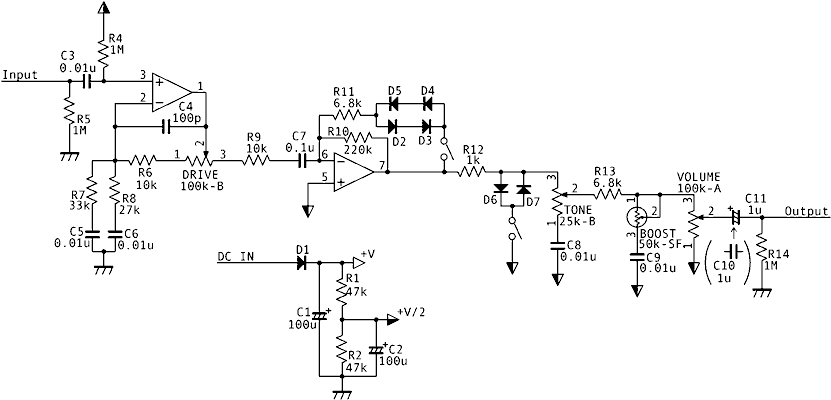 Input
C3
0.01u
R4
1M
R5
1M
3
2
1
C4
100p
R6
10k
1
2
3
DRIVE
100k-B
R7
33k
R8
27k
C5
0.01u
C6
0.01u
R9
10k
C7
0.1u
R11
6.8k
D5
D4
D2
D3
R10
220k
6
5
7
R12
1k
D6
D7
3
2
1
TONE
25k-B
C8
0.01u
R13
6.8k
1
2
3
BOOST
50k-SF
C9
0.01u
VOLUME
100k-A
3
2
1
C11
1u
Output
C10
1u
R14
1M
DC IN
D1
+V
R1
47k
C1
100u
+
+V/2
R2
47k
+
C2
100u